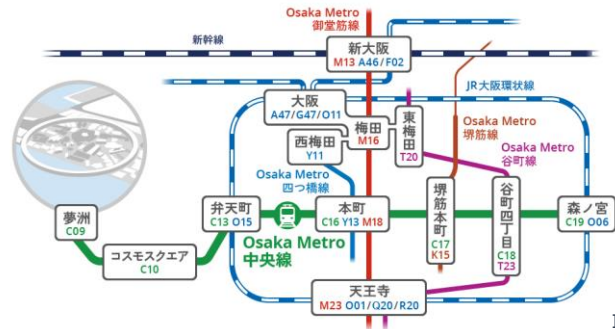 Osaka Metro
御堂筋線
新幹線
新大阪
M13 A46/F02
JR大阪環状線
大阪
A47/G47/O11
梅田
M16
東梅田
T20
Osaka Metro
堺筋線
西梅田
Y11
Osaka Metro
谷町線
Osaka Metro
四つ橋線
夢洲
C09
コスモスクエア
C10
弁天町
C13 O15
Osaka Metro
中央線
本町
C16 Y13 M18
堺筋本町
C17
K15
谷町四丁目
C18
T23
森ノ宮
C19 O06
天王寺
M23 O01/Q20/R20